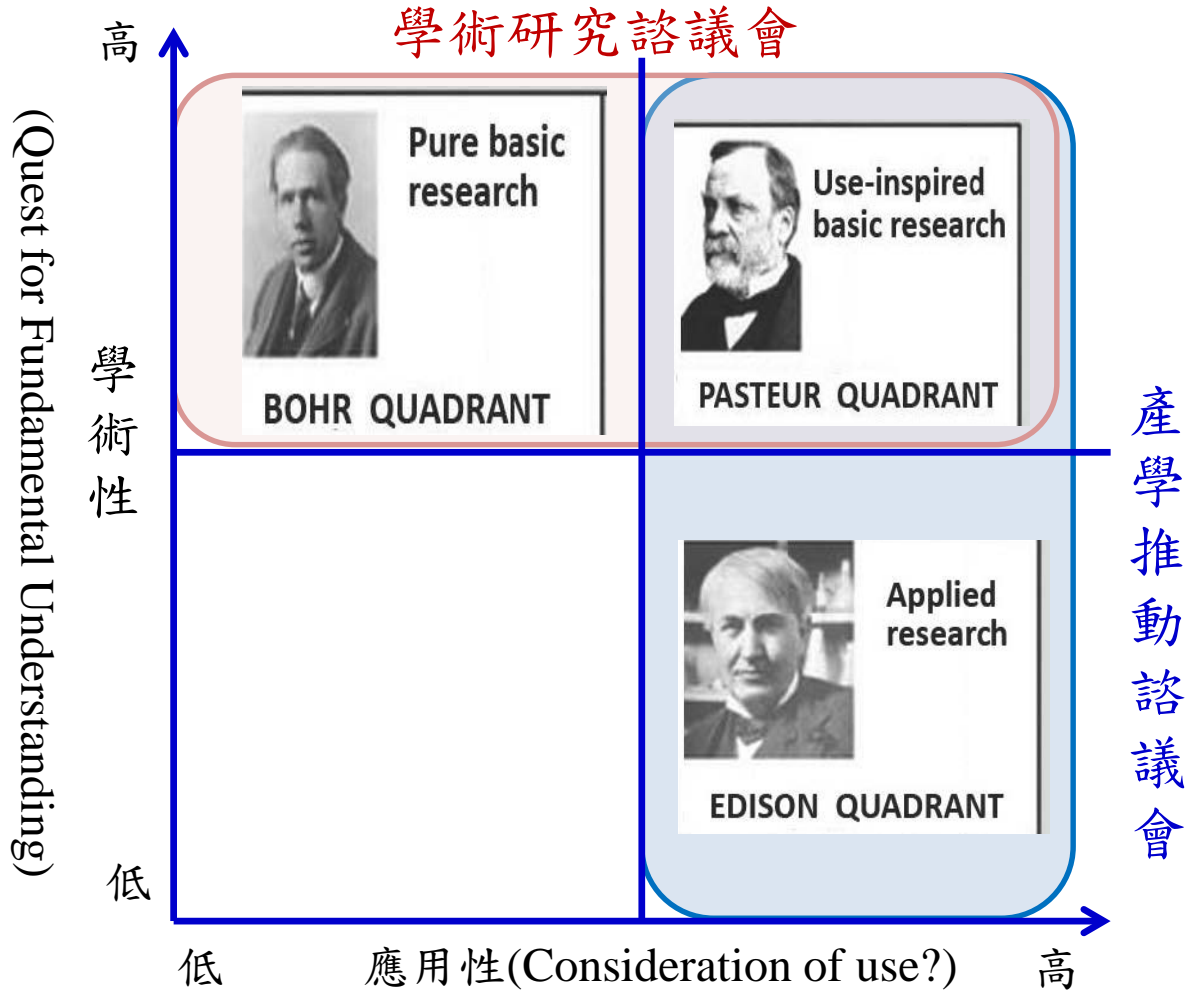 學術研究諮議會
高
(Quest for Fundamental Understanding)
學術性
低
Pure basic
research
BOHR QUADRANT
Use-inspired
basic research
PASTEUR QUADRANT
Applied
research
EDISON QUADRANT
產學推動諮議會
低
應用性(Consideration of use?)
高